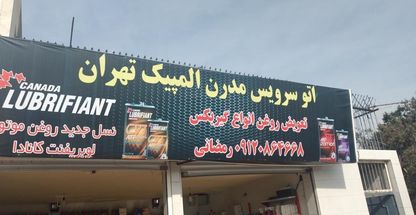 اتو سرویس مدرن المپیک تهران
تعویض روغن انواع گیربکس
۰۹۱۲۰۸۶۴۶۶۸ رمضانی
CANADA
LUBRIFIANT
نسل جدید روغن موتور
لوبریفنت کانادا